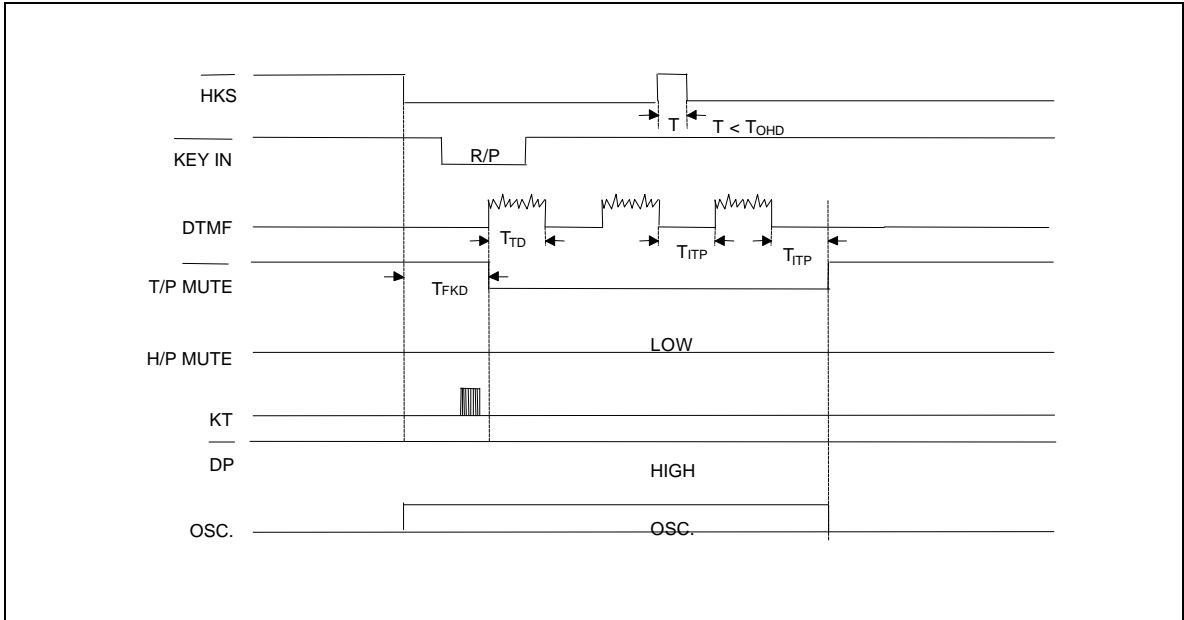 HKS
T T < TOHD
KEY IN
R/P
DTMF
TTD
TITP
TITP
T/P MUTE
TFKD
LOW
H/P MUTE
KT
DP
HIGH
OSC.
OSC.